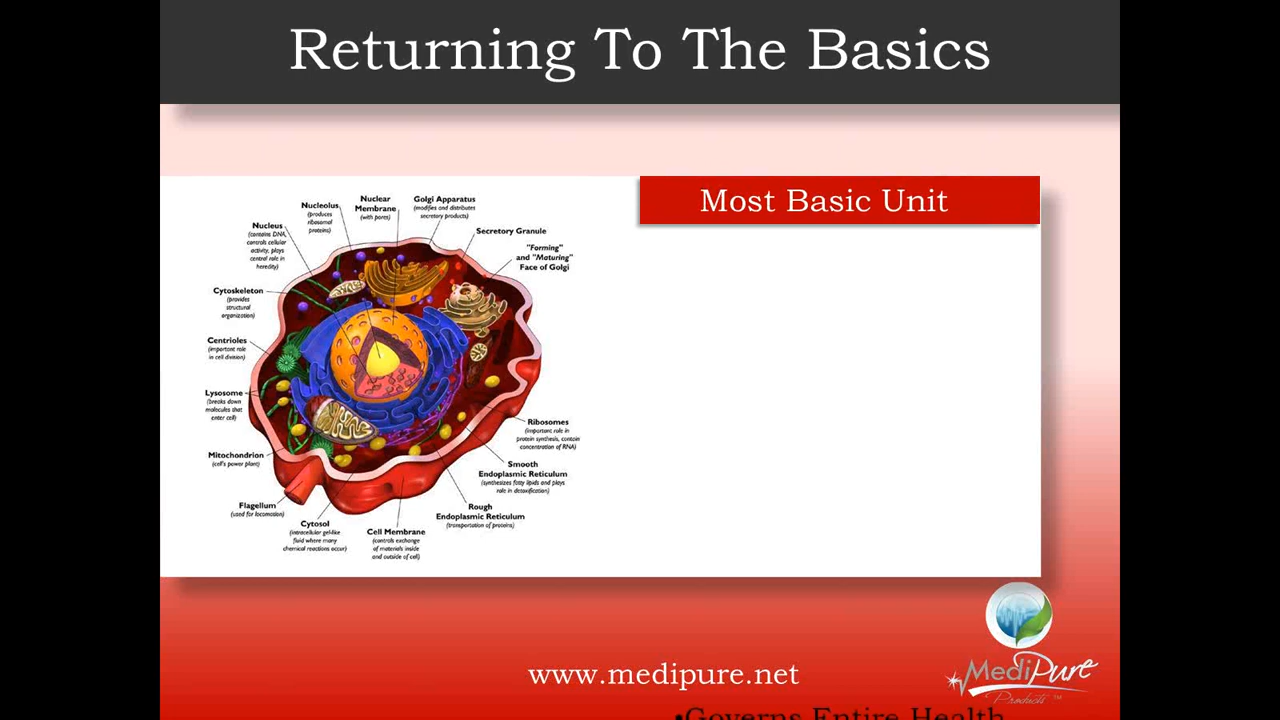 Returning To The Basics
Most Basic Unit
Nucleolus
(produces
ribosomal
proteins)
Nuclear
Membrane
(with pores)
Golgi Apparatus
(modifies and distributes
secretory products)
Secretory Granule
"Forming"
and "Maturing"
Face of Golgi
Nucleus
(contains DNA,
controls cellular
activity, plays
central role in
heredity)
Cytoskeleton
(provides
structural
organization)
Centrioles
(important role
in cell division)
Lysosome
(breaks down
molecules that
enter cell)
Mitochondrion
(cell's power plant)
Flagellum
(used for locomotion)
Cytosol
(intracellular gel-like
fluid where many
chemical reactions occur)
Cell Membrane
(controls exchange
of materials inside
and outside of cell)
Rough
Endoplasmic Reticulum
(transportation of proteins)
Smooth
Endoplasmic Reticulum
(synthesizes fatty lipids and plays
role in detoxification)
Ribosomes
(important role in
protein synthesis, contain
concentration of RNA)
www.medipure.net
MediPure
Products TM
•Governs Entire Health